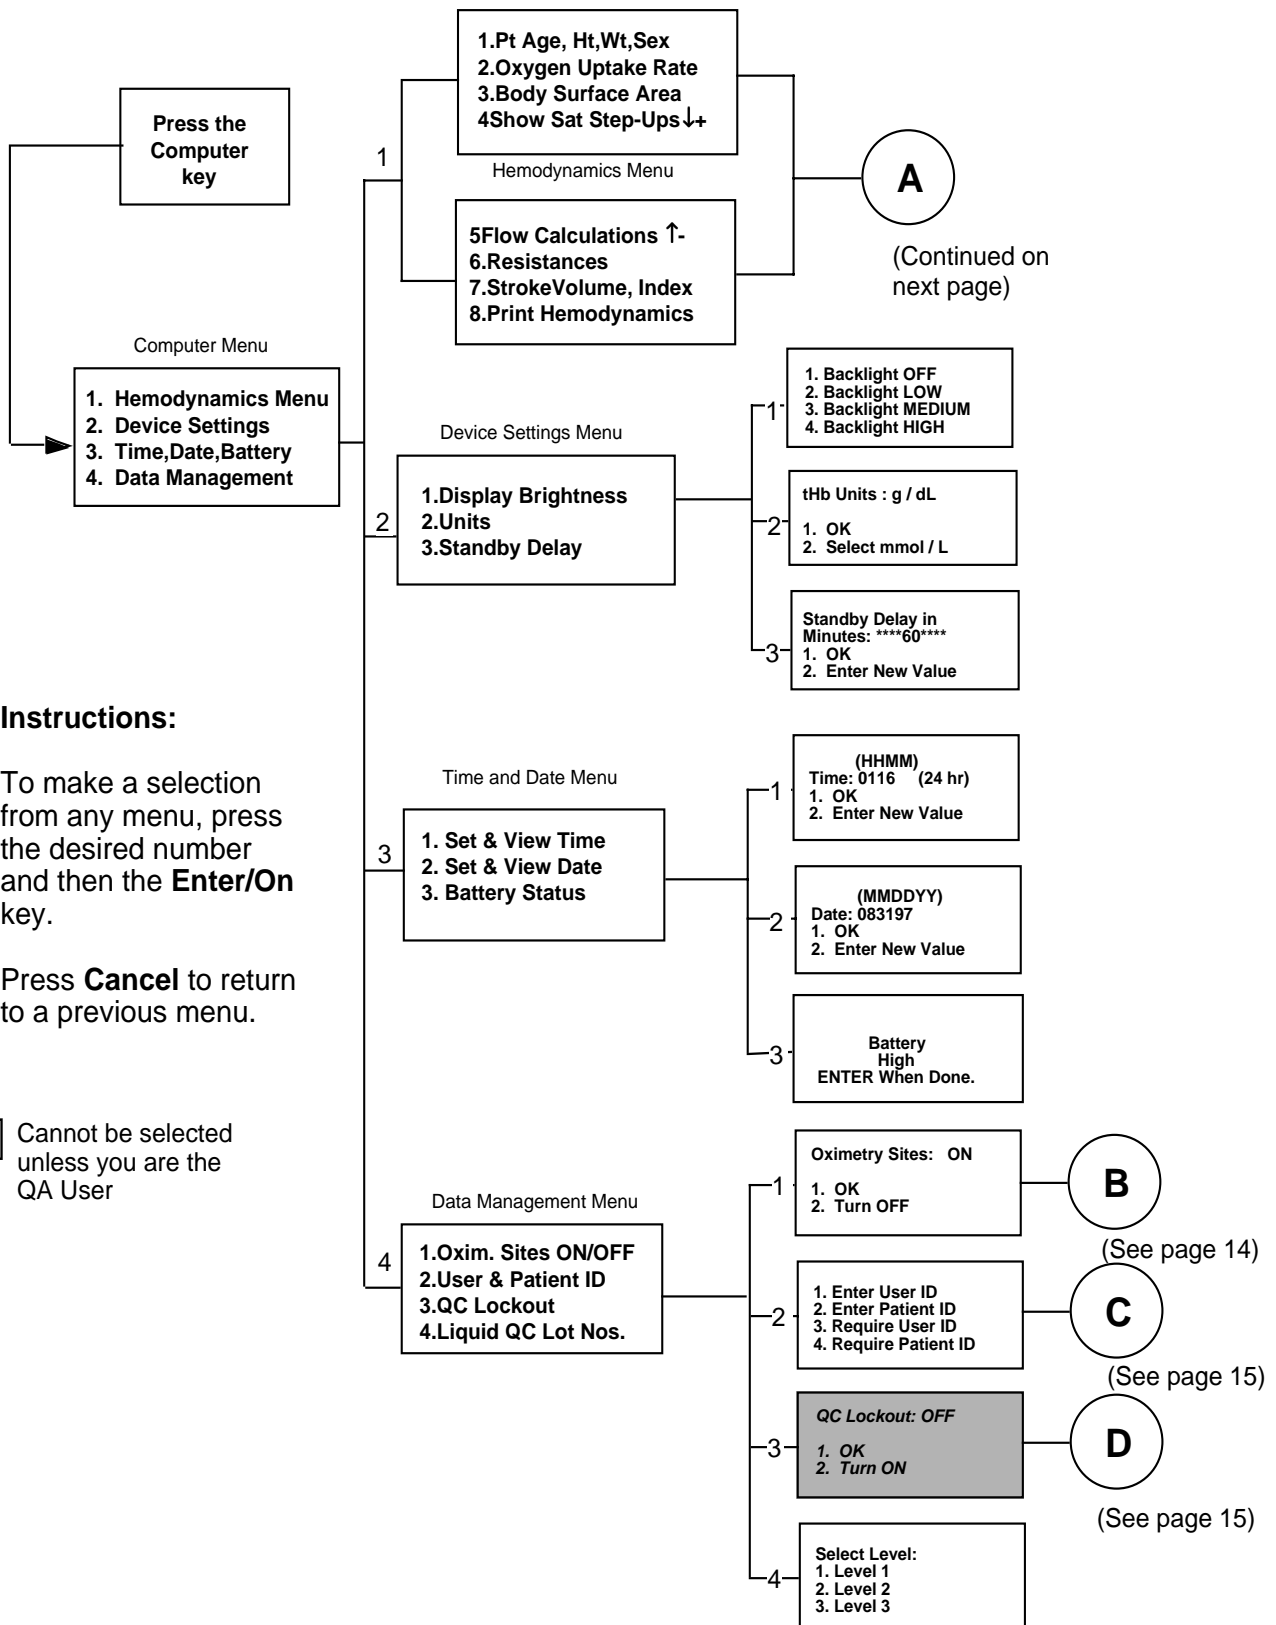 Press the
Computer
key
1
1.Pt Age, Ht,Wt,Sex
2.Oxygen Uptake Rate
3.Body Surface Area
4Show Sat Step-Ups↓+
Hemodynamics Menu
5Flow Calculations ↑-
6.Resistances
7.StrokeVolume, Index
8.Print Hemodynamics
A
(Continued on
next page)
Computer Menu
1. Hemodynamics Menu
2. Device Settings
3. Time,Date,Battery
4. Data Management
2
Device Settings Menu
1.Display Brightness
2.Units
3.Standby Delay
1
1. Backlight OFF
2. Backlight LOW
3. Backlight MEDIUM
4. Backlight HIGH
2
tHb Units : g / dL
1. OK
2. Select mmol / L
3
Standby Delay in
Minutes: ****60****
1. OK
2. Enter New Value
Instructions:
To make a selection
from any menu, press
the desired number
and then the Enter/On
key.
Press Cancel to return
to a previous menu.
Cannot be selected
unless you are the
QA User
3
Time and Date Menu
1. Set & View Time
2. Set & View Date
3. Battery Status
1
(HHMM)
Time: 0116 (24 hr)
1. OK
2. Enter New Value
2
(MMDDYY)
Date: 083197
1. OK
2. Enter New Value
3
Battery
High
ENTER When Done.
4
Data Management Menu
1.Oxim. Sites ON/OFF
2.User & Patient ID
3.QC Lockout
4.Liquid QC Lot Nos.
1
Oximetry Sites: ON
1. OK
2. Turn OFF
B
(See page 14)
2
1. Enter User ID
2. Enter Patient ID
3. Require User ID
4. Require Patient ID
C
(See page 15)
3
QC Lockout: OFF
1. OK
2. Turn ON
D
(See page 15)
4
Select Level:
1. Level 1
2. Level 2
3. Level 3